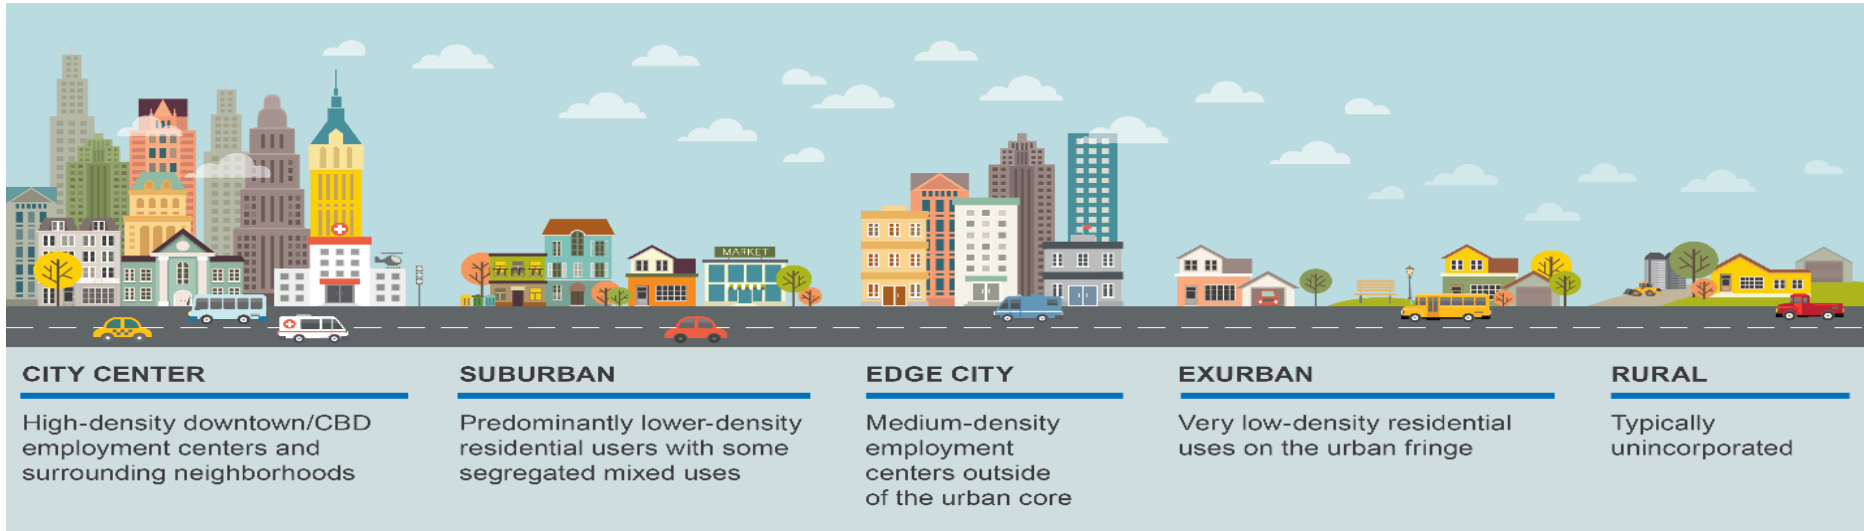 MARKET
CITY CENTER
High-density downtown/CBD
employment centers and
surrounding neighborhoods
SUBURBAN
Predominantly lower-density
residential users with some
segregated mixed uses
EDGE CITY
Medium-density
employment
centers outside
of the urban core
EXURBAN
Very low-density residential
uses on the urban fringe
RURAL
Typically
unincorporated